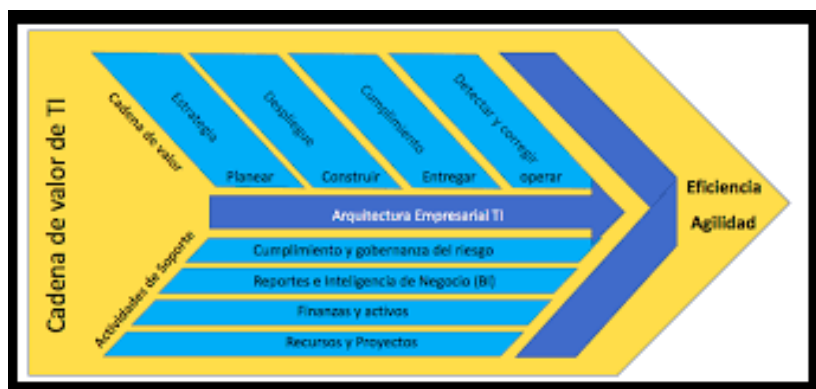 Cadena de valor de TI
Cadena de valor
Estrategia
Planear
Despliegue
Construir
Cumplimiento
Entregar
Detectar y corregir
operar
Arquitectura Empresarial TI
Actividades de Soporte
Cumplimiento y gobernanza del riesgo
Reportes e Inteligencia de Negocio (BI)
Finanzas y activos
Recursos y Proyectos
Eficiencia
Agilidad